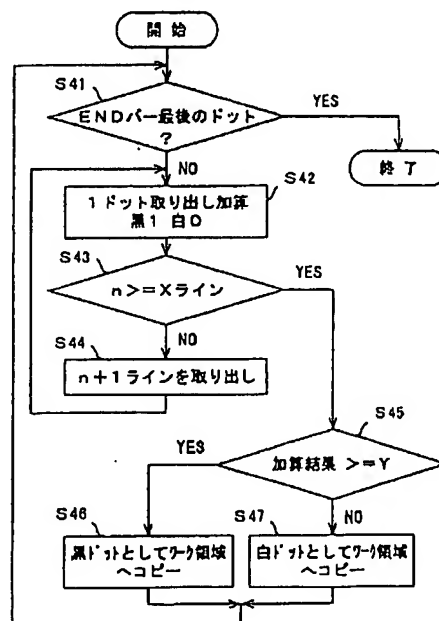 開 始
S41
ENDバー最後のドット
?
YES
NO
終 了
S42
1ドット取り出し加算
黒1 白0
S43
n>=Xライン
YES
NO
S44
n+1ラインを取り出し
S45
加算結果 >=Y
YES
NO
S46
黒ドットとしてワーク領域
へコピー
S47
白ドットとしてワーク領域
へコピー